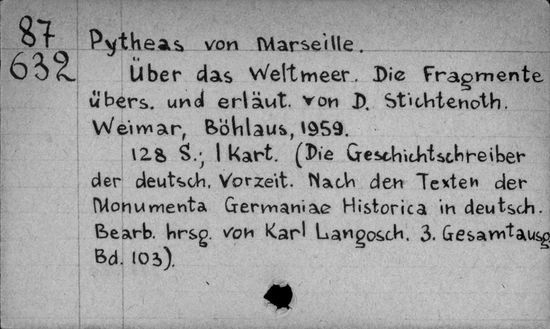 87 Pytheas von Marseille.
632 Über das Weltmeer. Die Fragmente
übers. und erläut. von D. Stichtenoth.
Weimar, Böhlaus, 1959.
128 S.; 1 Kart. (Die Geschichtschreiber
der deutsch. Vorzeit. Nach den Texten der
Monumenta Germaniae Historica in deutsch.
Bearb. hrsg. von Karl Langosch. 3. Gesamtausg
Bd. 103).